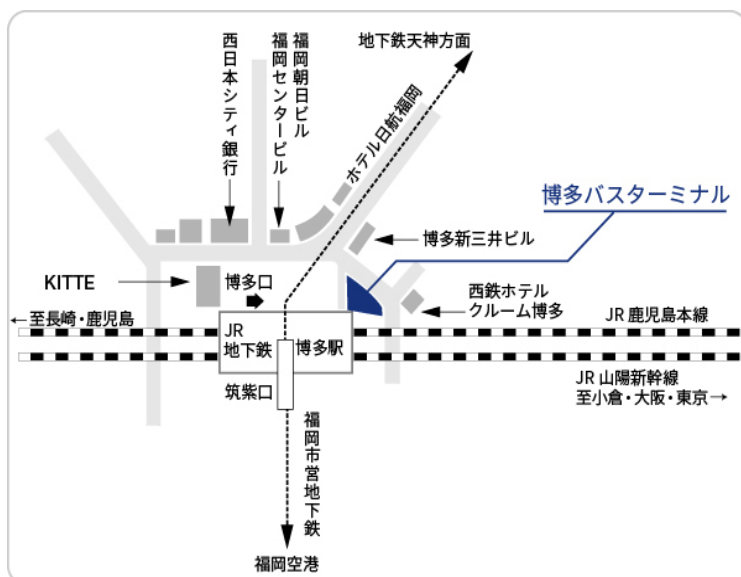 地下鉄天神方面
西日本シティ銀行
福岡センタービル
福岡朝日ビル
ホテル日航福岡
博多バスターミナル
博多新三井ビル
KITTE
博多口
西鉄ホテル
クルーム博多
←至長崎・鹿児島
JR 鹿児島本線
JR
地下鉄
博多駅
筑紫口
JR 山陽新幹線
至小倉・大阪・東京→
福岡市営地下鉄
福岡空港